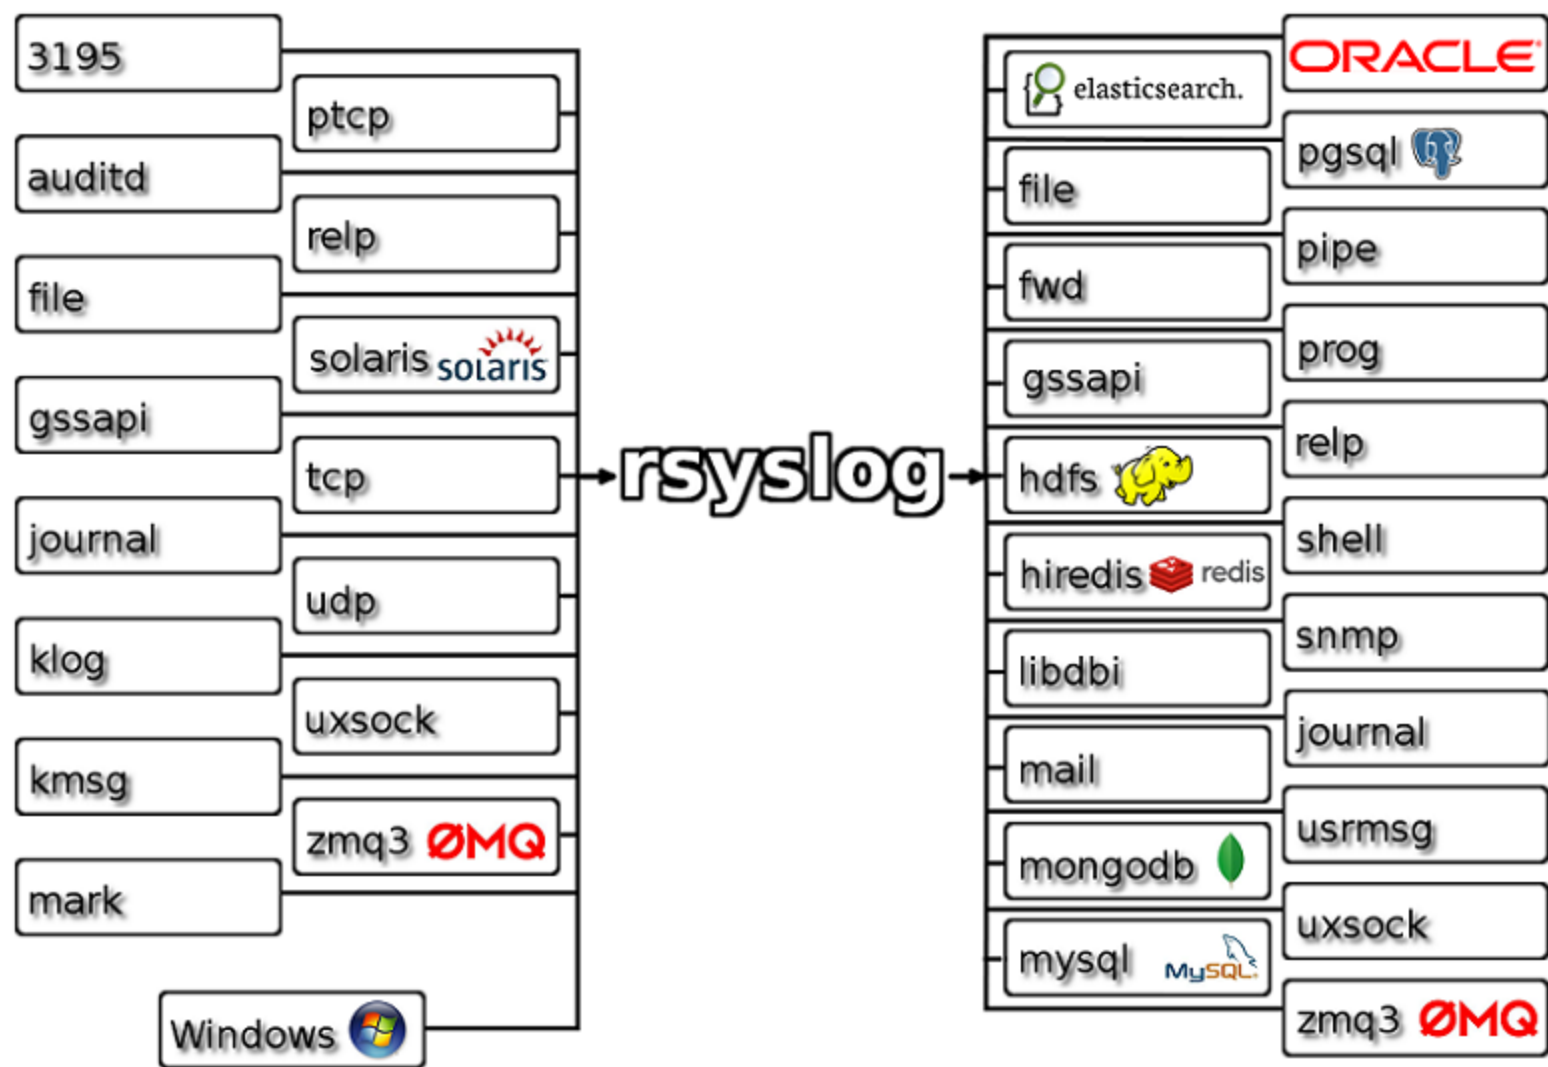 3195
ptcp
auditd
relp
file
solaris solaris
gssapi
tcp
journal
udp
klog
uxsock
kmsg
zmq3 ØMQ
mark
Windows
rsyslog
ORACLE
elasticsearch.
pgsql
file
pipe
fwd
prog
gssapi
relp
hdfs
shell
hiredis redis
snmp
libdbi
journal
mail
usrmsg
mongodb
uxsock
mysql MySQL
zmq3 ØMQ